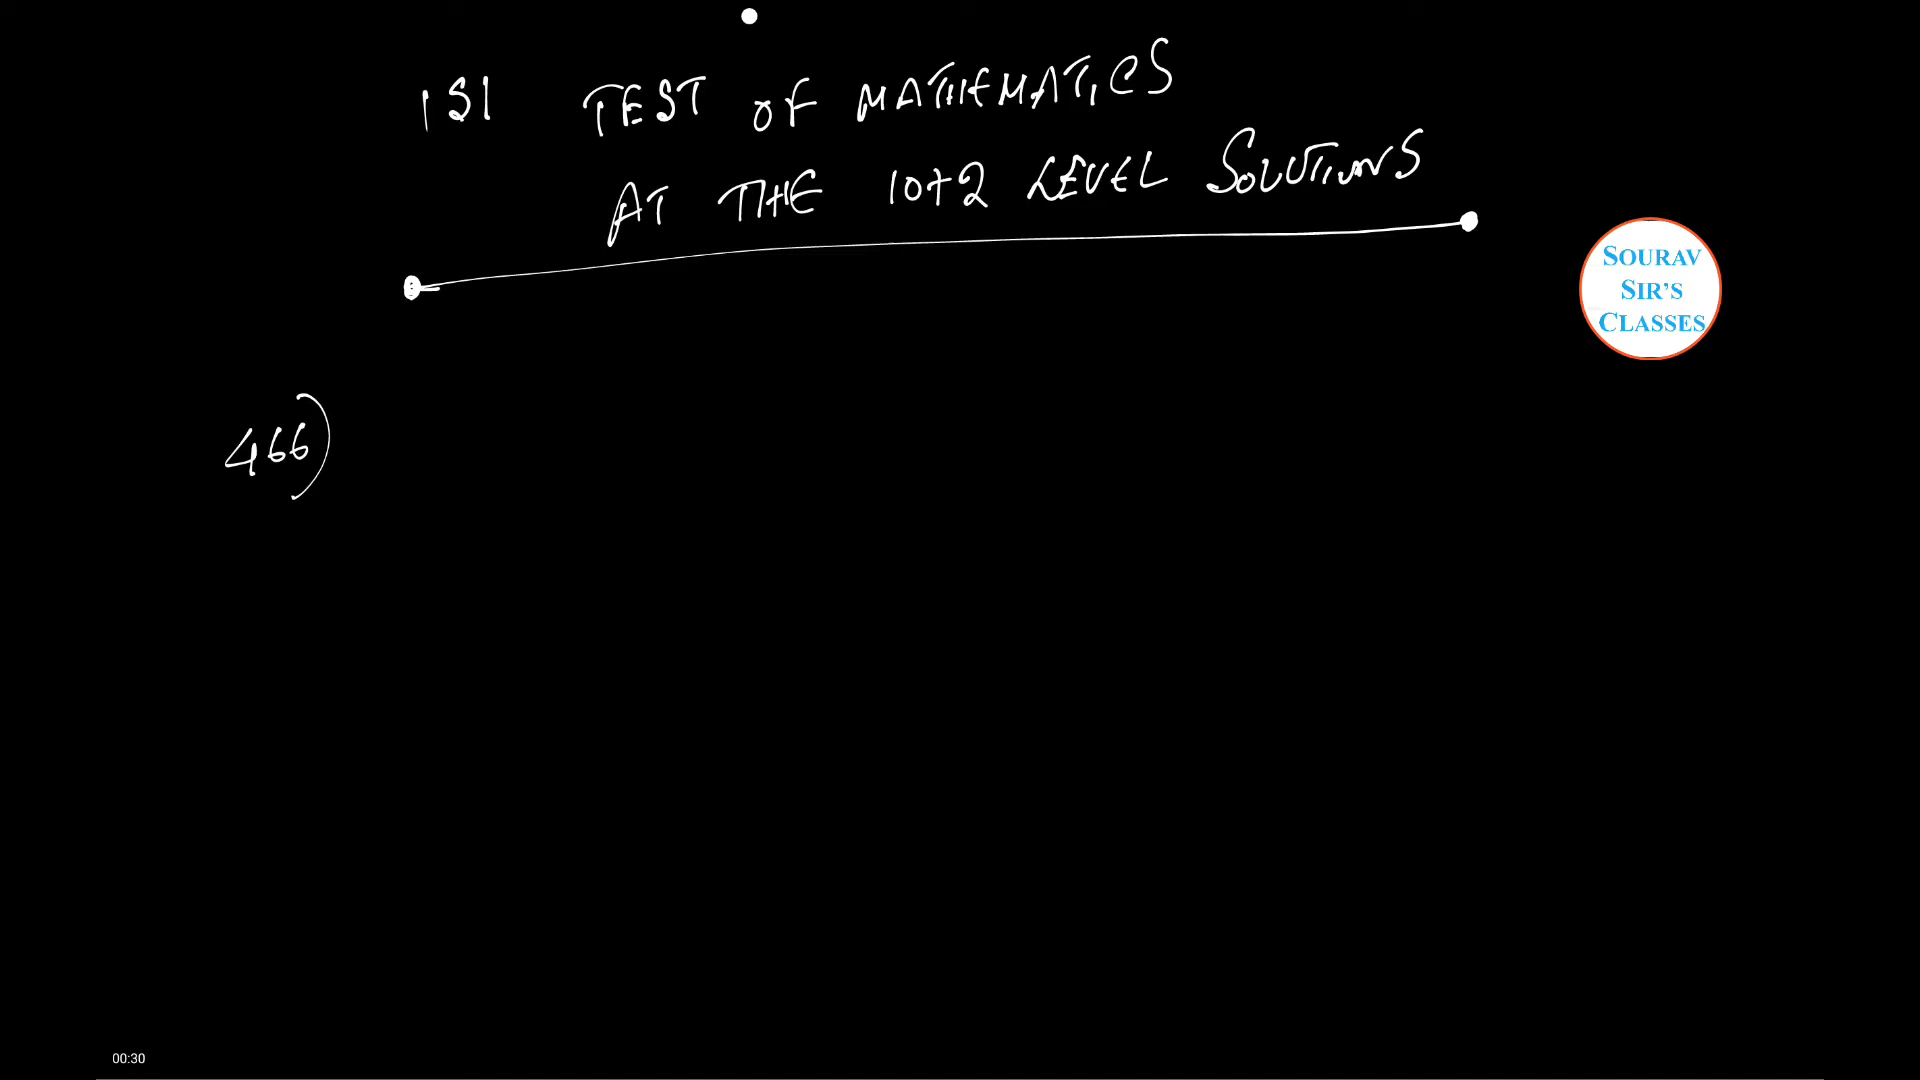 ISI TEST OF MATHEMATICS
AT THE 10+2 LEVEL SOLUTIONS
SOURAV
SIR'S
CLASSES
466)
00:30